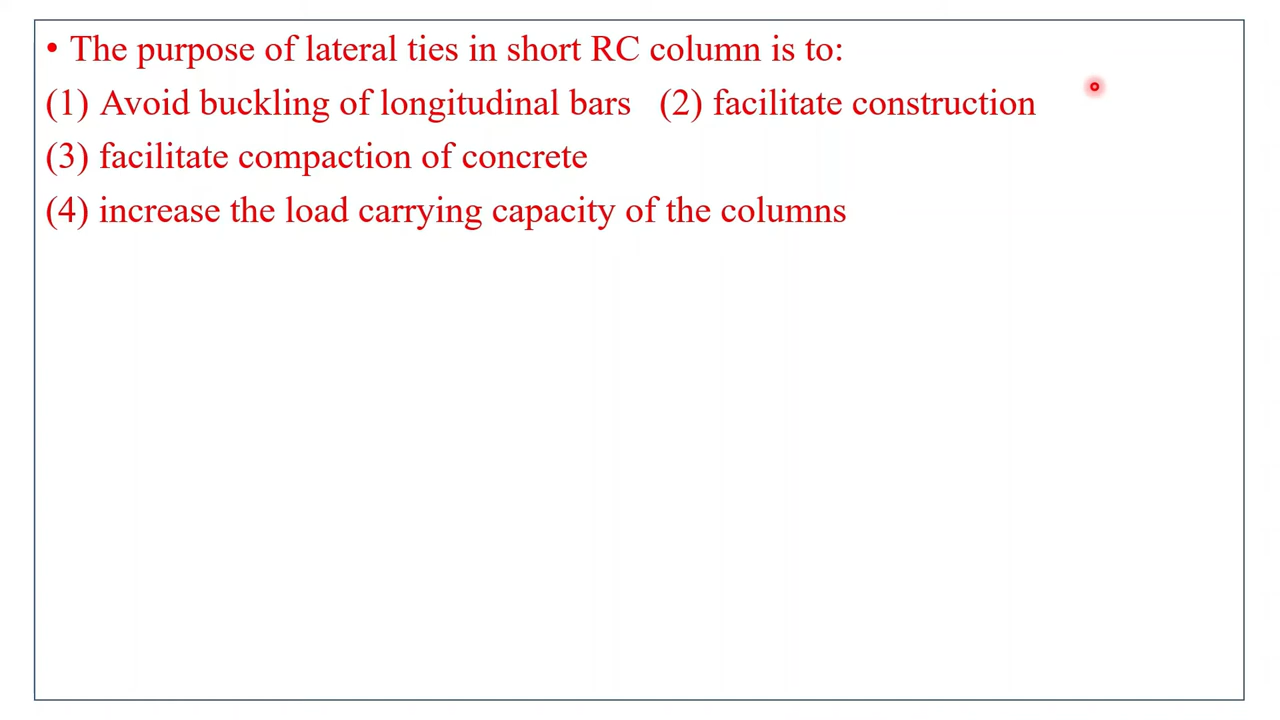 • The purpose of lateral ties in short RC column is to:
(1) Avoid buckling of longitudinal bars (2) facilitate construction
(3) facilitate compaction of concrete
(4) increase the load carrying capacity of the columns